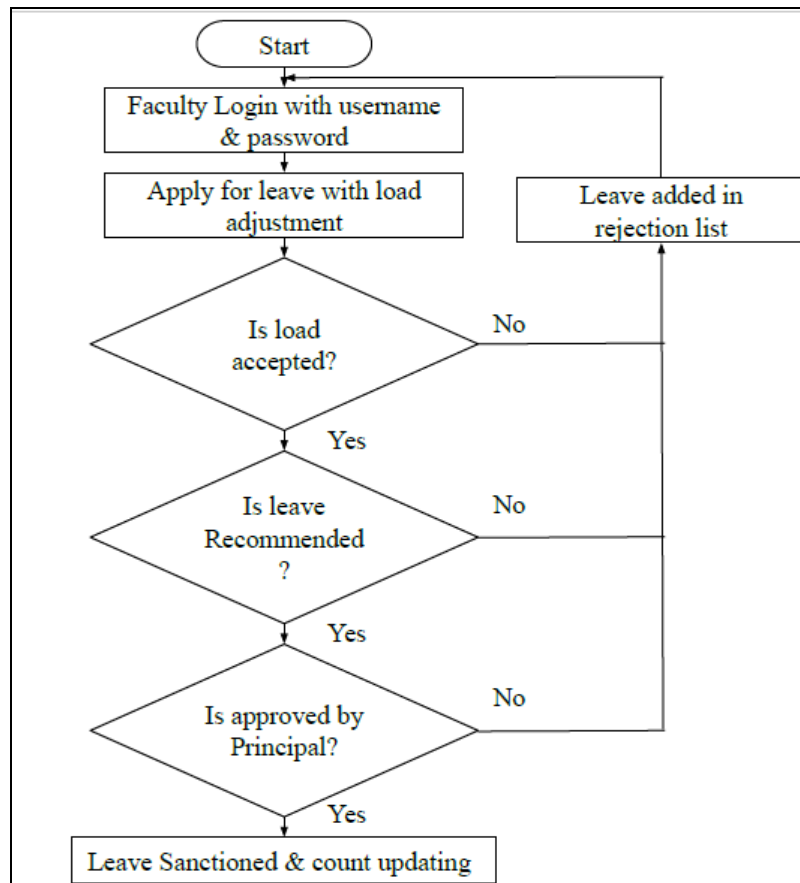 Start
Faculty Login with username
& password
Apply for leave with load
adjustment
Leave added in
rejection list
Is load
accepted?
No
Yes
Is leave
Recommended
?
No
Yes
Is approved by
Principal?
No
Yes
Leave Sanctioned & count updating